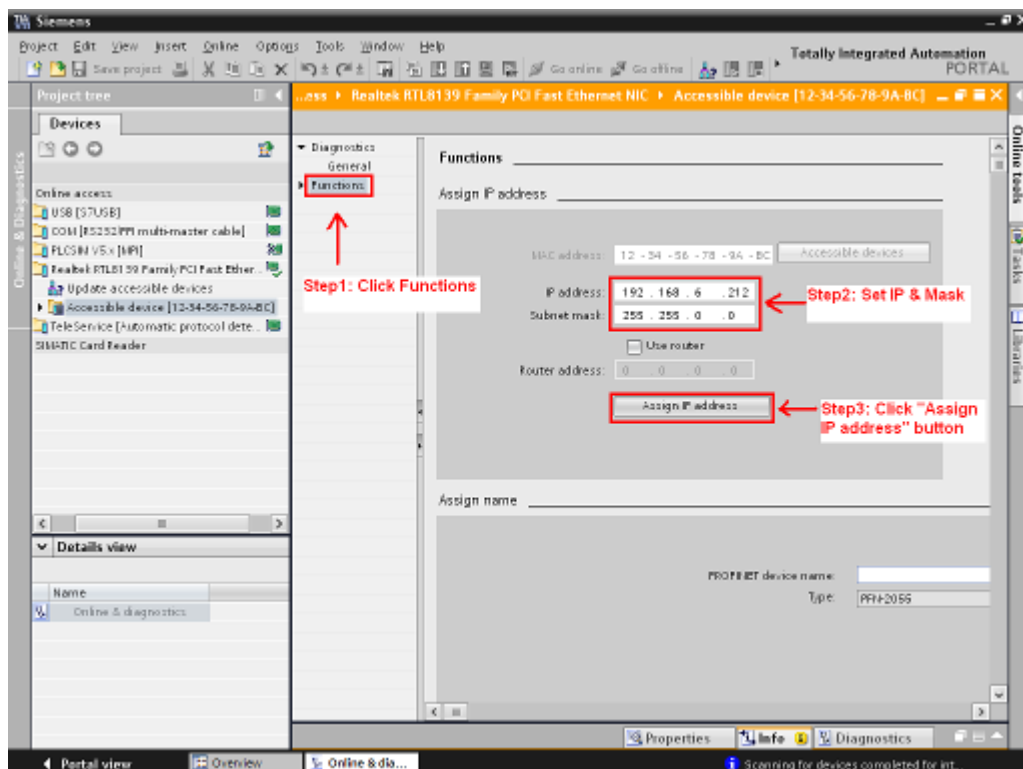 Siemens
Project Edit View Insert Online Options Tools Window Help
Totally Integrated Automation
PORTAL
Save project
Go online
Go offline
Project tree
...ess Realtek RTL8139 Family PCI Fast Ethernet NIC Accessible device [12-34-56-78-9A-BC]
Devices
Online & Diagnostics
Online access
USB [S7USB]
COM [RS232/PPI multi-master cable]
PLCSIM V5.x [MPI]
Realtek RTL8139 Family PCI Fast Ether...
Update accessible devices
Accessible device [12-34-56-78-9A-BC]
TeleService [Automatic protocol dete...
SIMATIC Card Reader
Details view
Name
Online & diagnostics
Diagnostics
General
Functions
Step1: Click Functions
Functions
Assign IP address
MAC address: 12 - 34 - 56 - 78 - 9A - BC Accessible devices
IP address: 192 . 168 . 6 . 212
Subnet mask: 255 . 255 . 0 . 0
Step2: Set IP & Mask
Use router
Router address: 0 . 0 . 0 . 0
Assign IP address
Step3: Click "Assign
IP address" button
Assign name
PROFINET device name:
Type: PFN-2055
Online tools
Tasks
Libraries
Properties
Info
Diagnostics
Portal view
Overview
Online & dia...
Scanning for devices completed for int...